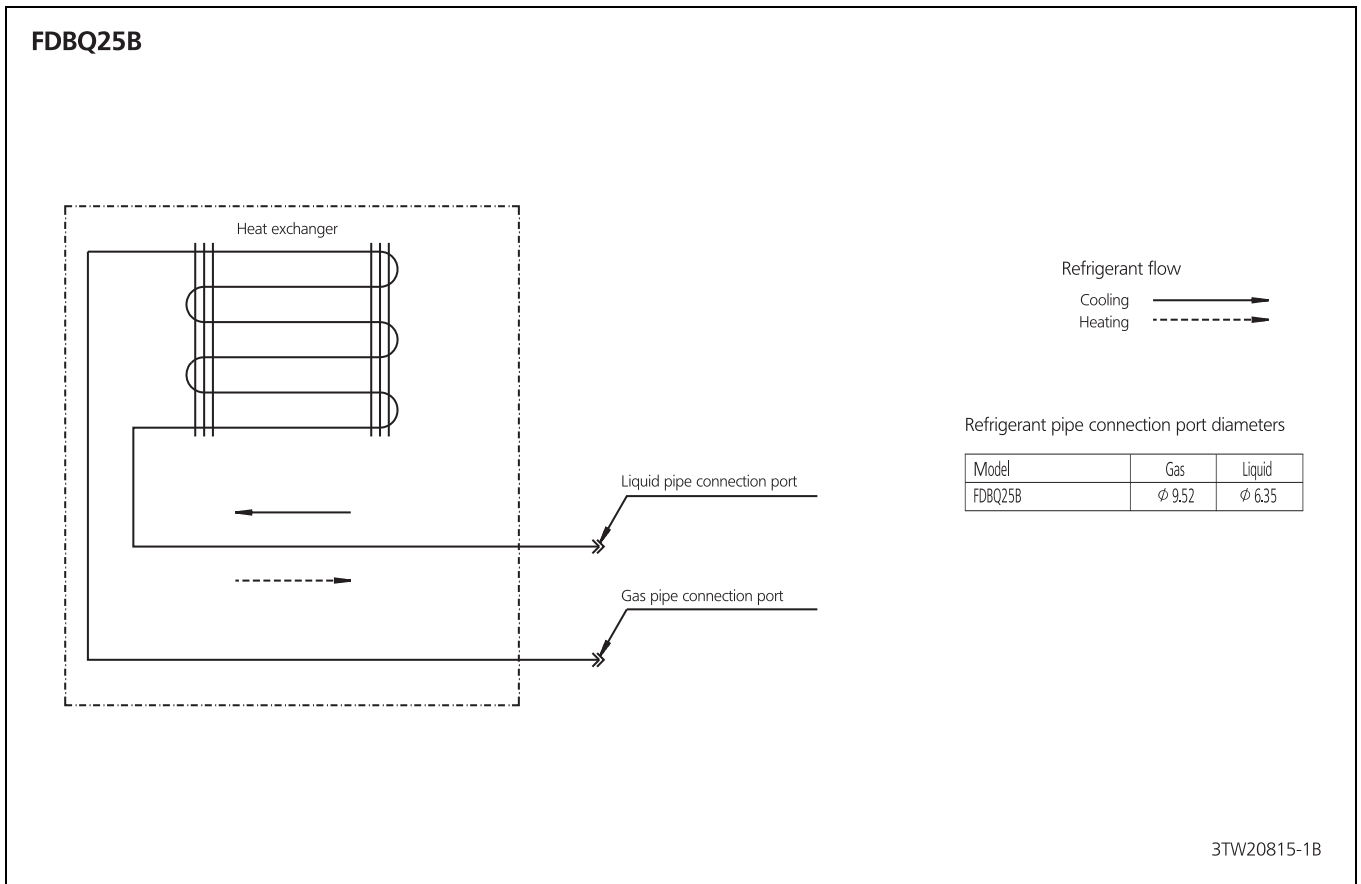 FDBQ25B
Heat exchanger
Refrigerant flow
Cooling
Heating
Refrigerant pipe connection port diameters
Model Gas Liquid
FDBQ25B φ 9.52 φ 6.35
Liquid pipe connection port
Gas pipe connection port
3TW20815-1B